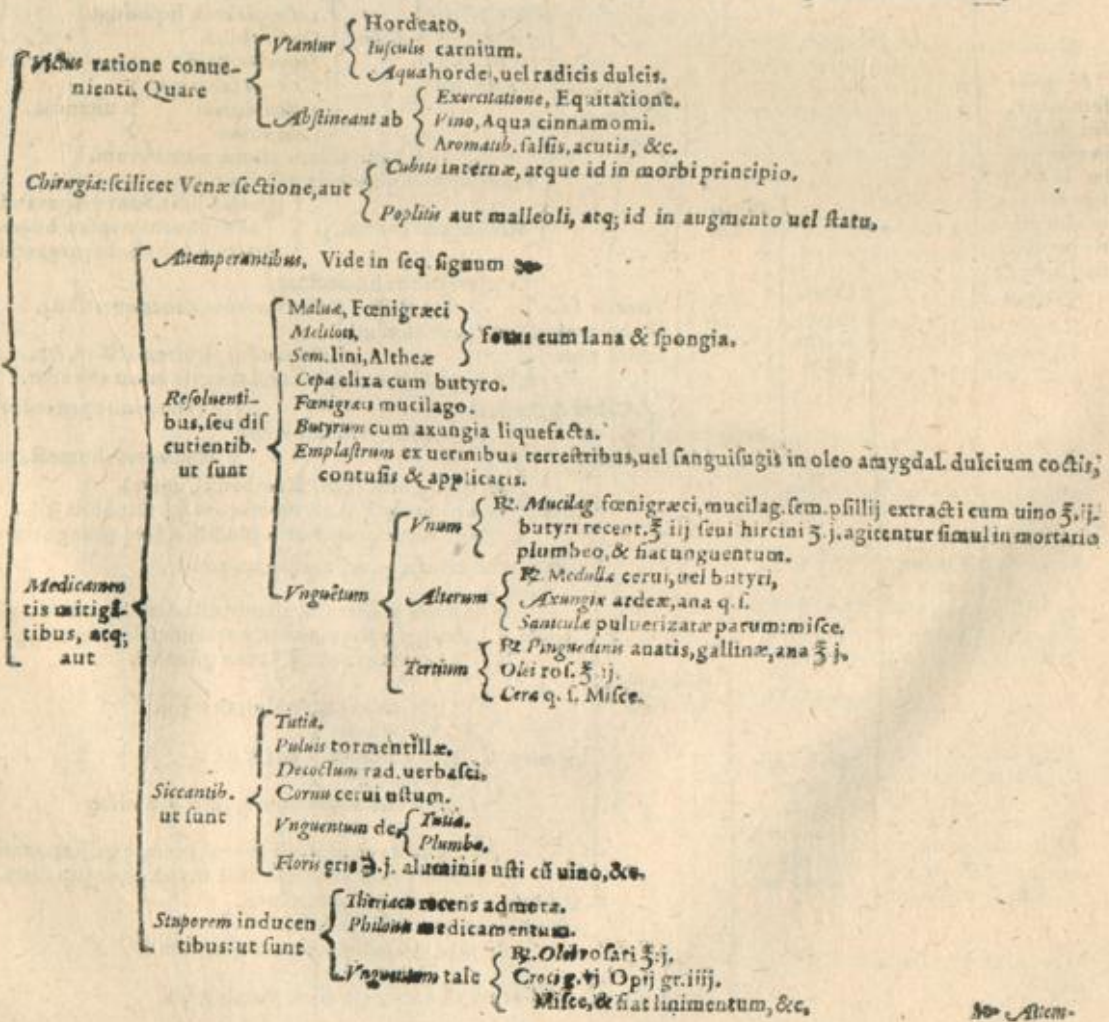 Victus ratione conue-
nienti. Quare
Vtantur
Hordeato,
Iusculis carnium.
Aqua hordei, uel radicis dulcis.
Abstineant ab
Exercitatione, Equitatione.
Vino, Aqua cinnamomi.
Aromatib. salsis, acutis, &c.
Chirurgia: scilicet Venæ sectione, aut
Cubiti internæ, atque id in morbi principio.
Poplitis aut malleoli, atq; id in augmento uel statu,
Medicamen
tis mitigā-
tibus, atq;
aut
Attemperantibus. Vide in seq. signum
Resoluenti-
bus, seu dis
cutientib.
ut sunt
Maluæ, Fœnigræci
Meliloti,
Sem. lini, Altheæ
fotus cum lana & spongia.
Cepa elixa cum butyro.
Fœnigræci mucilago.
Butyrum cum axungia liquefacta.
Emplastrum ex uermibus terrestribus, uel sanguisugis in oleo amygdal. dulcium coctis,
contusis & applicatis.
Vnguētum
Vnum
℞. Mucilag fœnigræci, mucilag. sem. psillij extracti cum uino ℥. ij.
butyri recent. ℥ iij seui hircini ʒ. j. agitentur simul in mortario
plumbeo, & fiat unguentum.
Alterum
℞. Medullæ cerui, uel butyri,
Axungiæ ardeæ, ana q. s.
Saniculæ puluerizatæ parum: misce.
Tertium
℞ Pinguedinis anatis, gallinæ, ana ℥ j.
Olei ros. ℥ ij.
Ceræ q. s. Misce.
Siccantib.
ut sunt
Tutia.
Puluis tormentillæ.
Decoctum rad. uerbasci,
Cornu cerui ustum.
Vnguentum de
Tutia.
Plumbo.
Floris æris ℈. j. aluminis usti cū uino, &c.
Stuporem inducen
tibus: ut sunt
Theriaca recens admota.
Philonis medicamentum.
Vnguentum tale
℞. Olei rosari ℥. j.
Croci g. vj Opij gr. iiij.
Misce, & fiat linimentum, &c.
Attem-